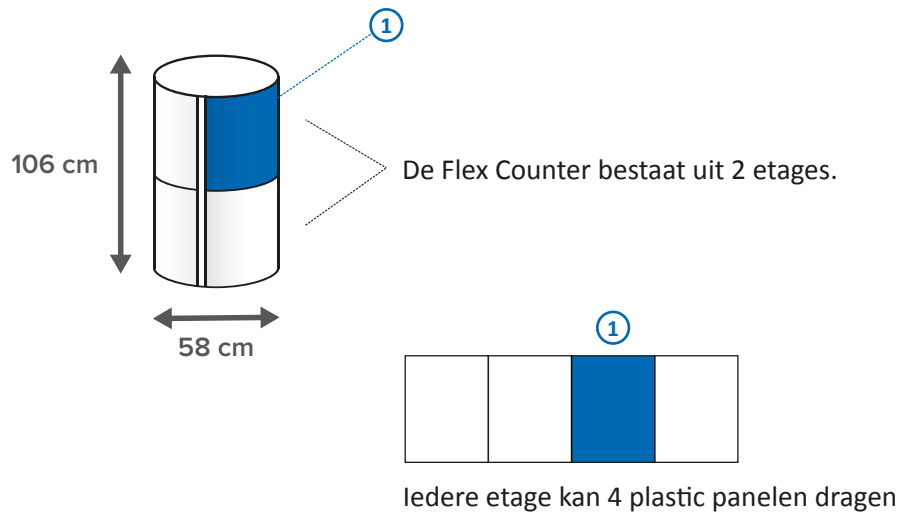 1
106 cm
De Flex Counter bestaat uit 2 etages.
58 cm
1
Iedere etage kan 4 plastic panelen dragen